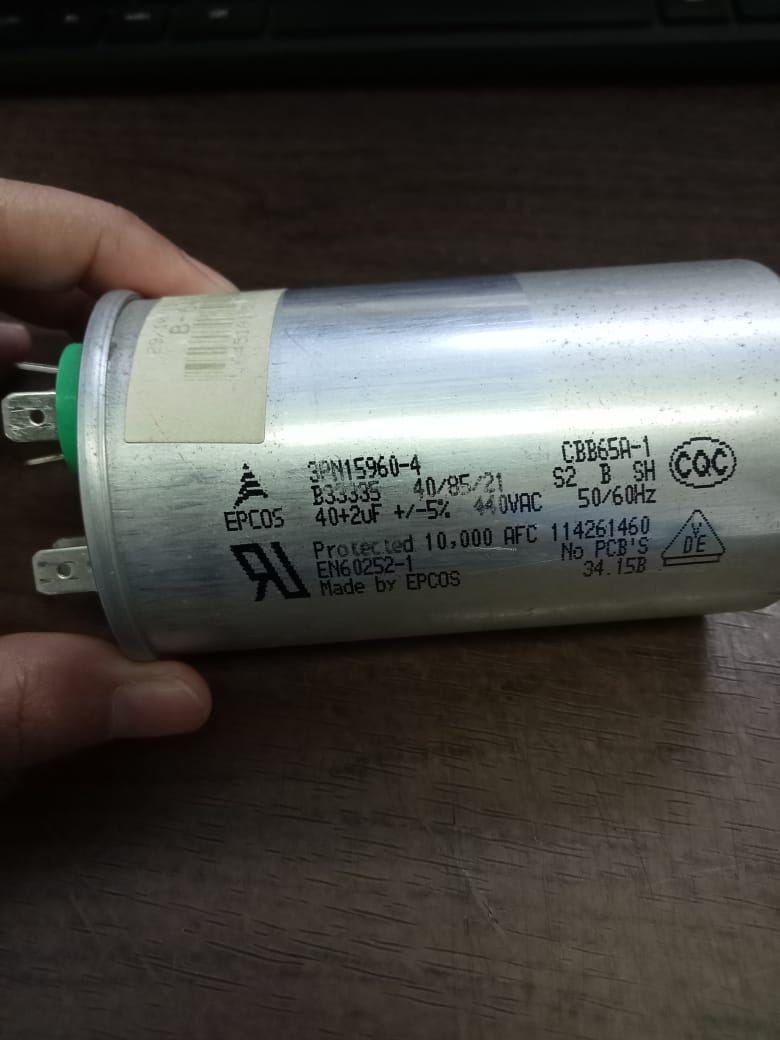 EPCOS
3PN15960-4
B33335 40/85/21
40+2uF +/-5% 440VAC
CBB65A-1
S2 B SH
50/60Hz
CQC
Protected 10,000 AFC 114261460
EN60252-1
No PCB'S
Made by EPCOS
34.15B
VDE